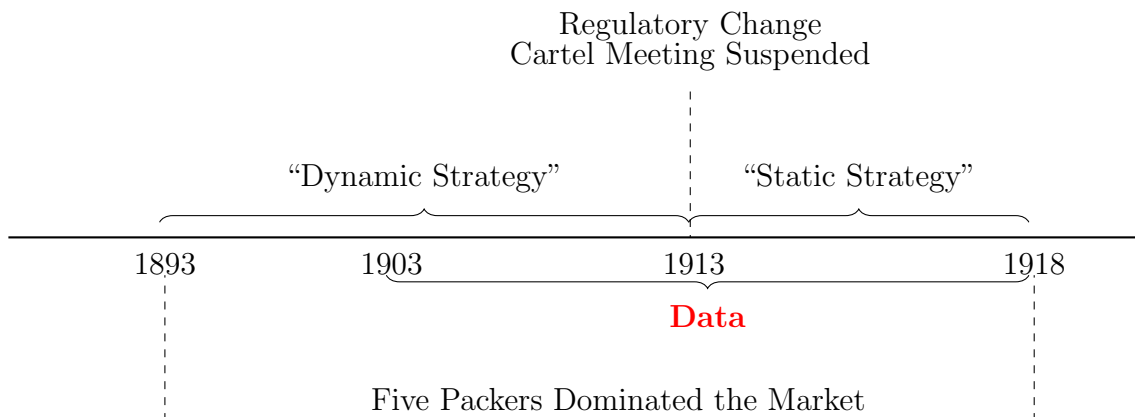 Regulatory Change
Cartel Meeting Suspended
“Dynamic Strategy” “Static Strategy”
1893 1903 1913 1918
Data
Five Packers Dominated the Market